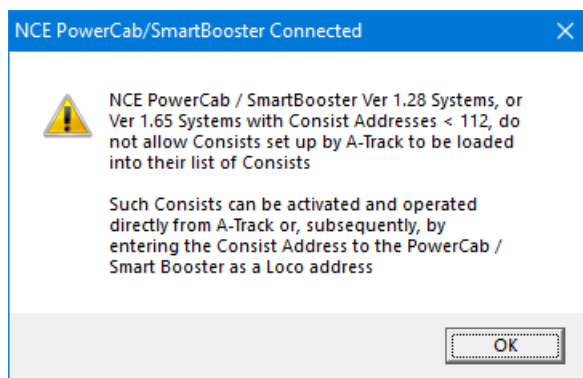 NCE PowerCab/SmartBooster Connected
NCE PowerCab / SmartBooster Ver 1.28 Systems, or
Ver 1.65 Systems with Consist Addresses < 112, do
not allow Consists set up by A-Track to be loaded
into their list of Consists
Such Consists can be activated and operated
directly from A-Track or, subsequently, by
entering the Consist Address to the PowerCab /
Smart Booster as a Loco address
OK